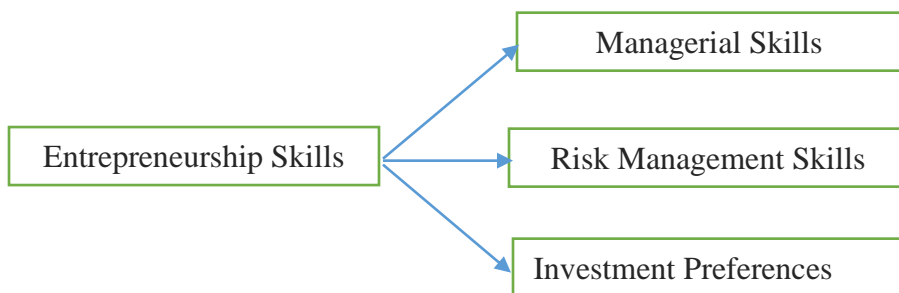 Managerial Skills
Entrepreneurship Skills
Risk Management Skills
Investment Preferences